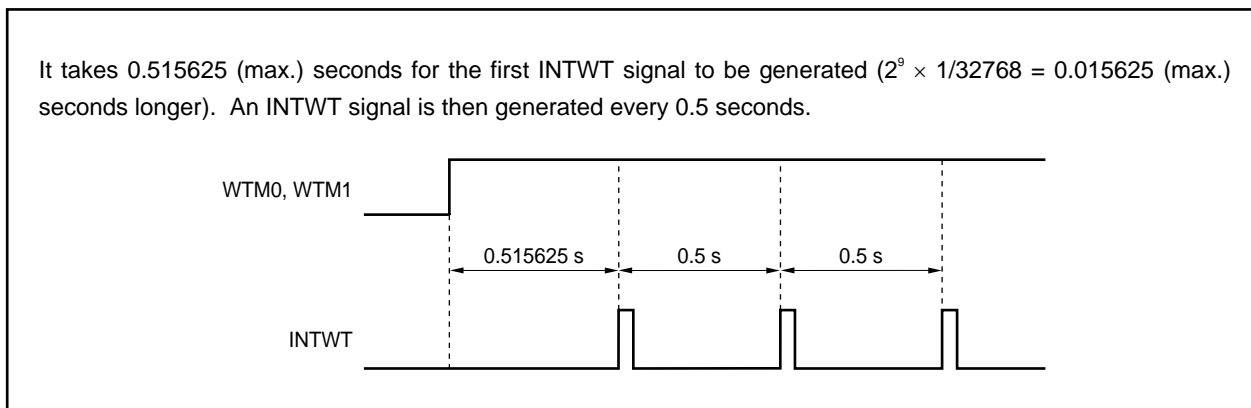 It takes 0.515625 (max.) seconds for the first INTWT signal to be generated (2⁹ × 1/32768 = 0.015625 (max.)
seconds longer). An INTWT signal is then generated every 0.5 seconds.
WTM0, WTM1
0.515625 s
0.5 s
0.5 s
INTWT